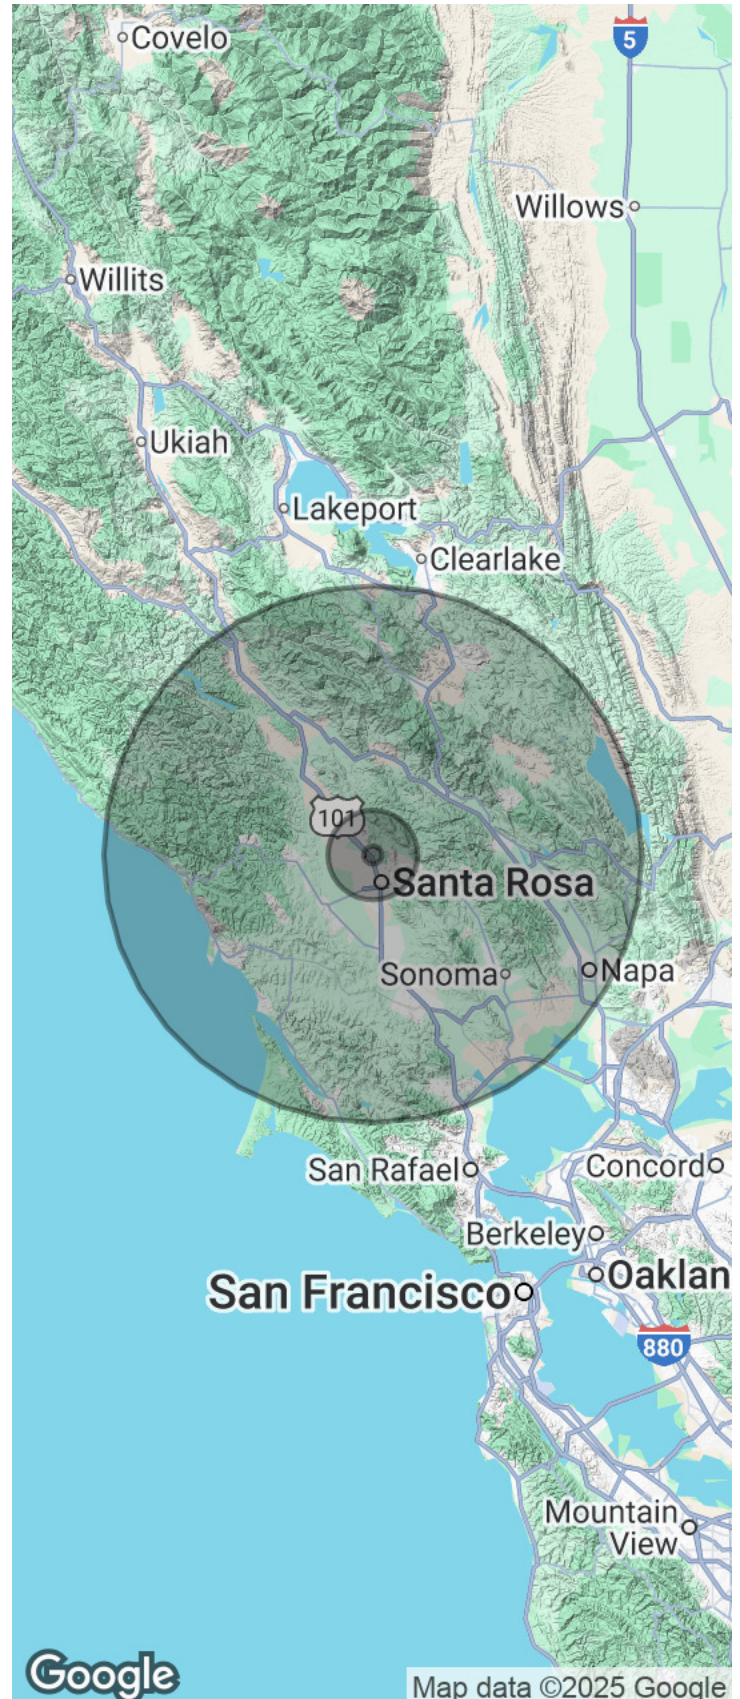 Covelo
5
Willows
Willits
Ukiah
Lakeport
Clearlake
101
Santa Rosa
Sonoma
Napa
San Rafael
Concord
Berkeley
Oaklan
San Francisco
880
Mountain
View
Google
Map data ©2025 Google